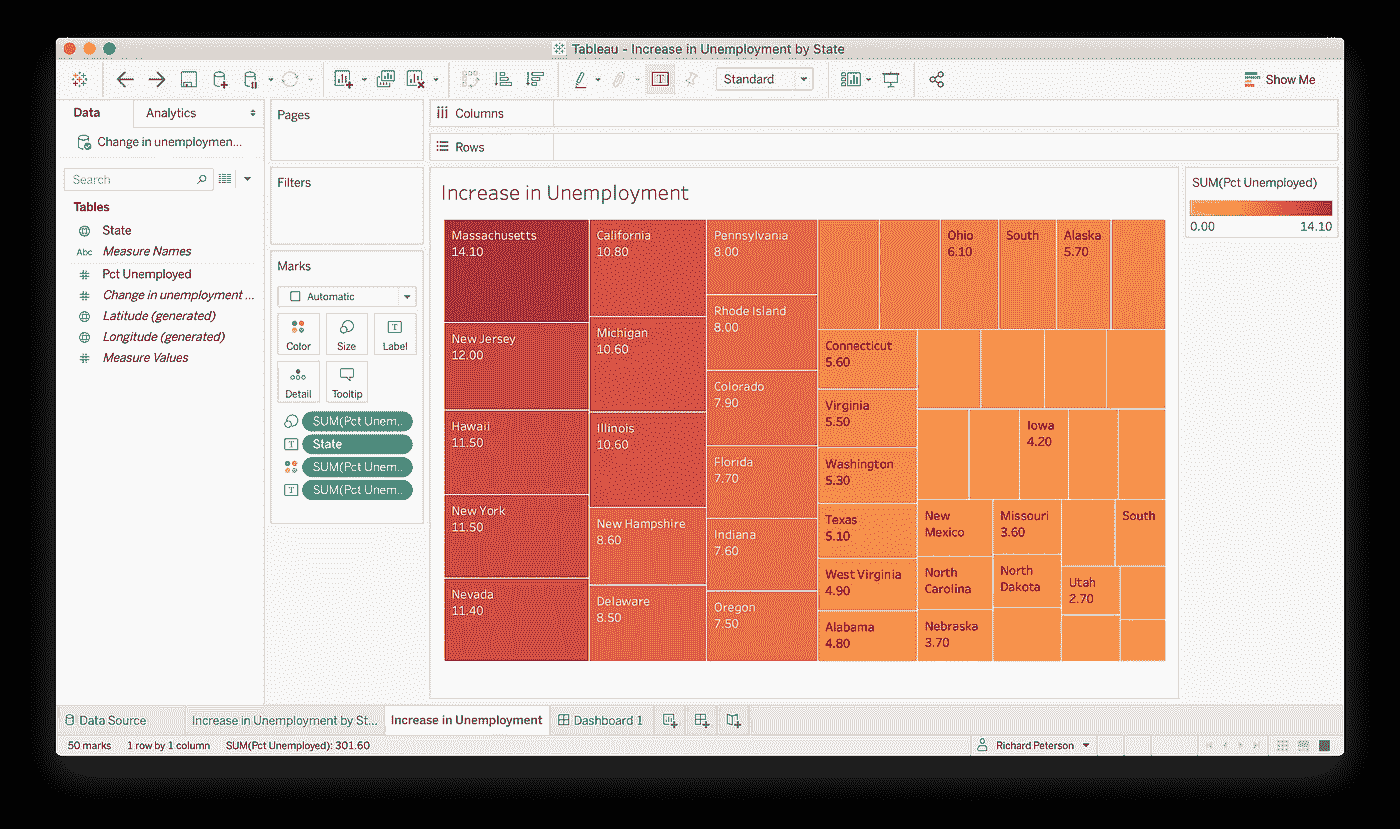 Tableau - Increase in Unemployment by State
Standard
Show Me
Data
Analytics
Change in unemploymen...
Search
Tables
State
Abc Measure Names
Pct Unemployed
Change in unemployment ...
Latitude (generated)
Longitude (generated)
Measure Values
Pages
Filters
Marks
Automatic
Color
Size
Label
Detail
Tooltip
SUM(Pct Unem..
State
SUM(Pct Unem..
SUM(Pct Unem..
Columns
Rows
Increase in Unemployment
Massachusetts
14.10
New Jersey
12.00
Hawaii
11.50
New York
11.50
Nevada
11.40
California
10.80
Michigan
10.60
Illinois
10.60
New Hampshire
8.60
Delaware
8.50
Pennsylvania
8.00
Rhode Island
8.00
Colorado
7.90
Florida
7.70
Indiana
7.60
Oregon
7.50
Ohio
6.10
South
Alaska
5.70
Connecticut
5.60
Virginia
5.50
Washington
5.30
Texas
5.10
West Virginia
4.90
Alabama
4.80
Iowa
4.20
New
Mexico
North
Carolina
Nebraska
3.70
Missouri
3.60
North
Dakota
South
Utah
2.70
SUM(Pct Unemployed)
0.00 14.10
Data Source
Increase in Unemployment by St...
Increase in Unemployment
Dashboard 1
50 marks 1 row by 1 column SUM(Pct Unemployed): 301.60
Richard Peterson